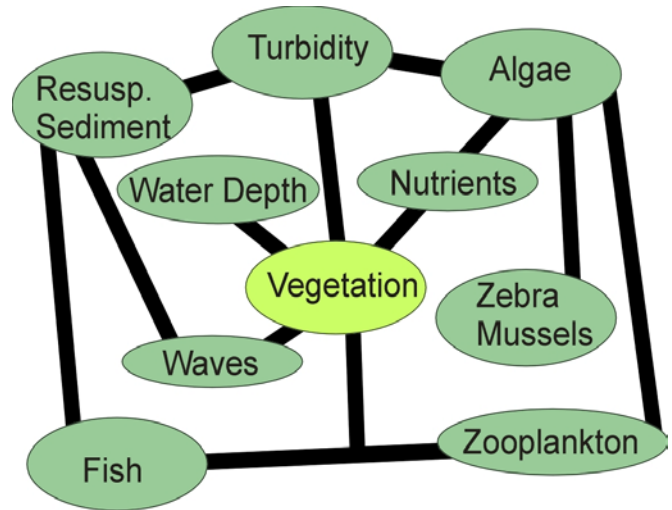 Turbidity
Algae
Resusp.
Sediment
Water Depth
Nutrients
Vegetation
Zebra
Mussels
Waves
Fish
Zooplankton